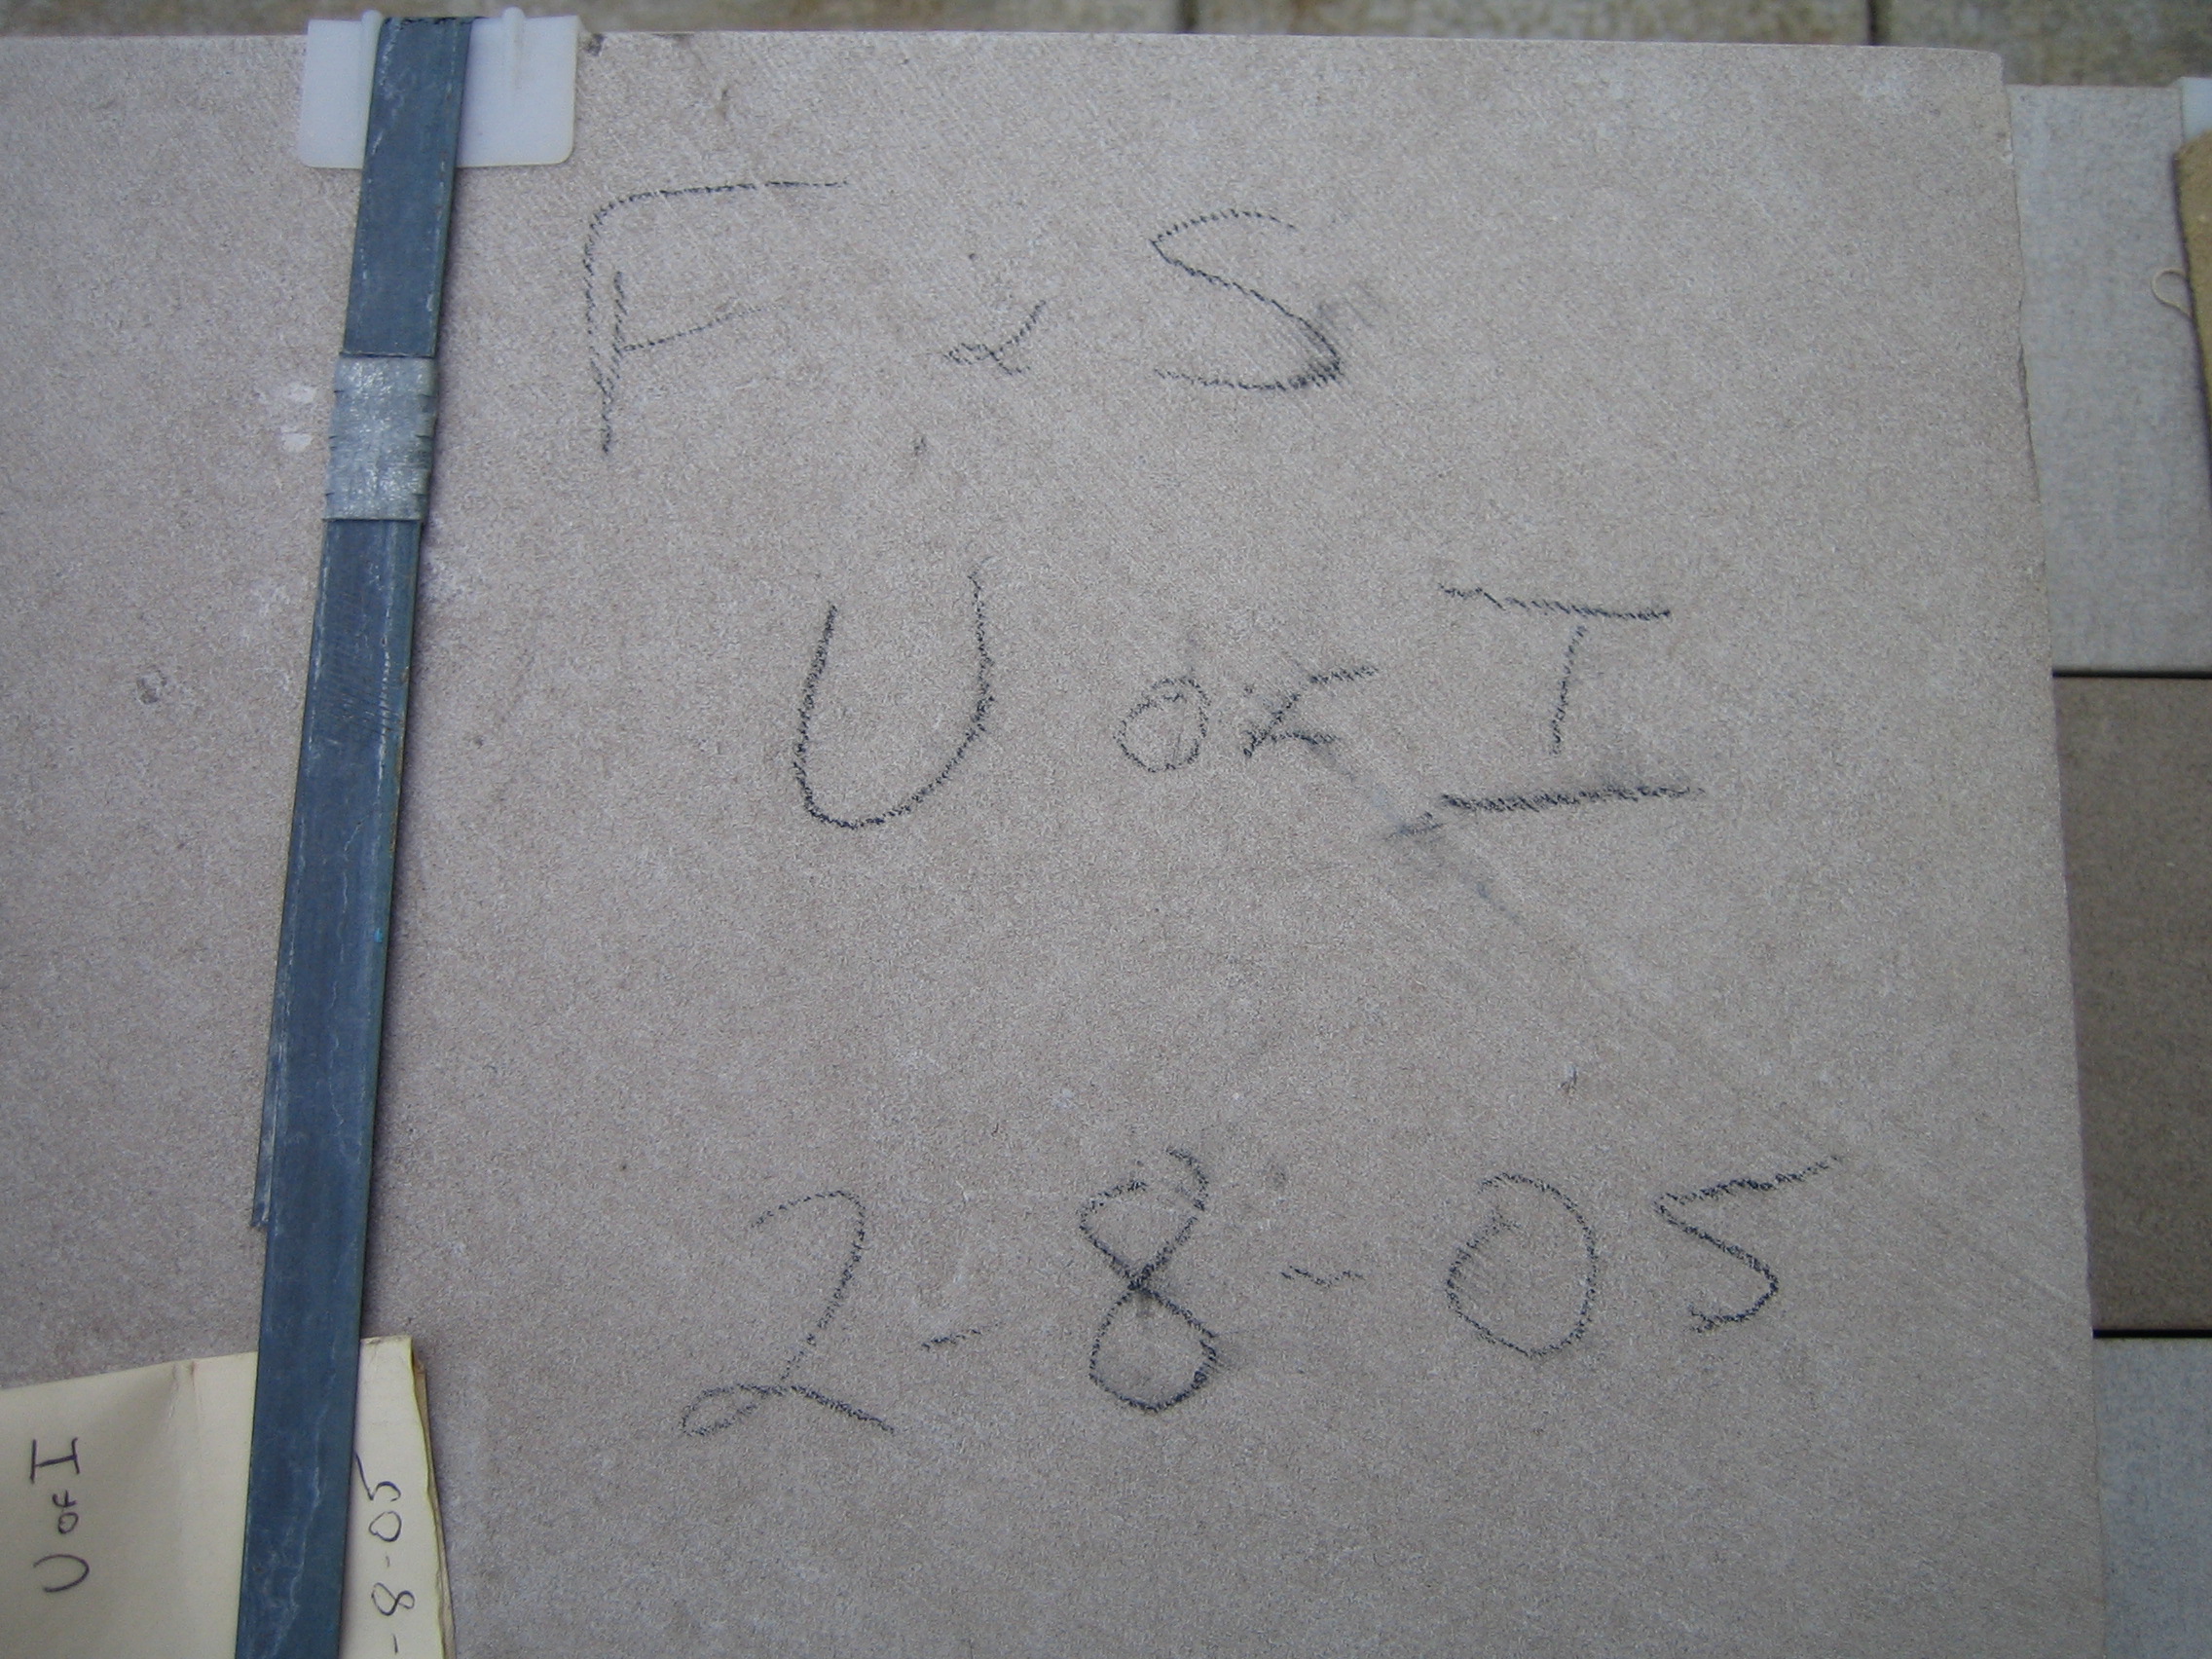 F & S
U of I
2-8-05
U of I
-8-05